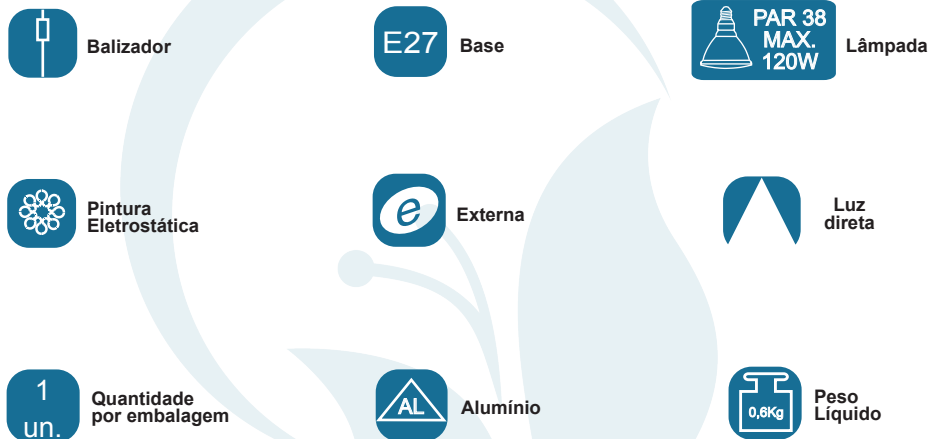 Balizador
E27
Base
PAR 38
MAX.
120W
Lâmpada
Pintura
Eletrostática
e
Externa
Luz
direta
1
un.
Quantidade
por embalagem
AL
Alumínio
0,6Kg
Peso
Líquido